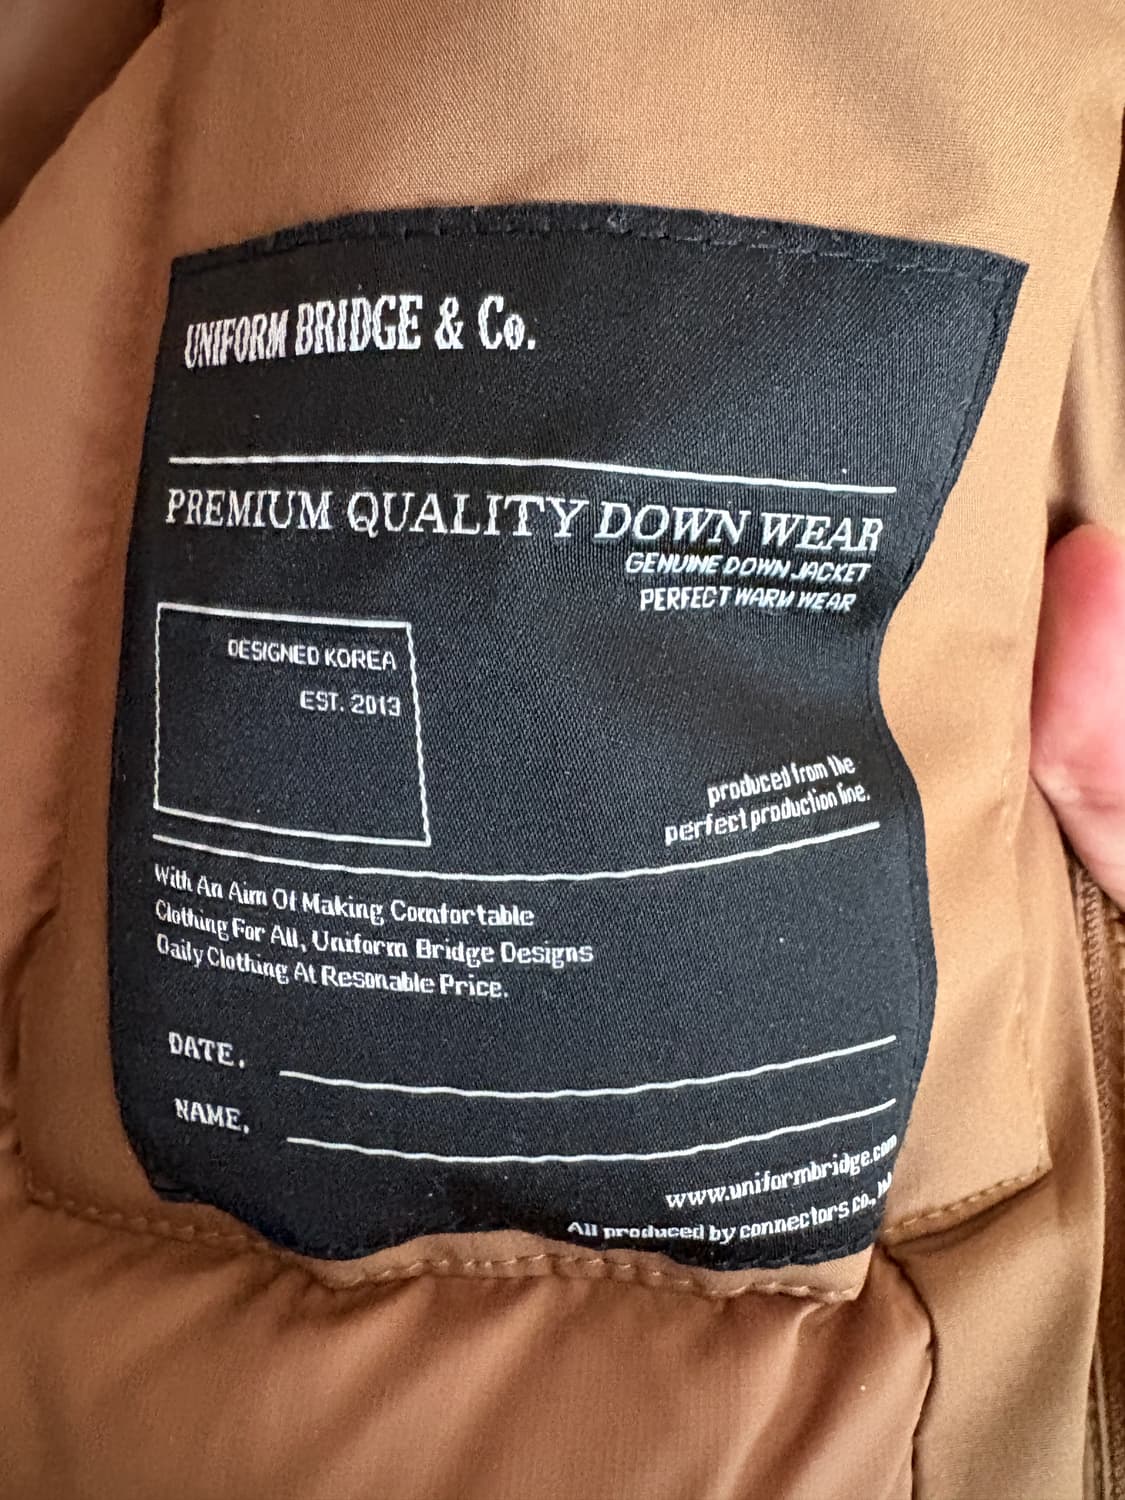 UNIFORM BRIDGE & Co.
PREMIUM QUALITY DOWN WEAR
GENUINE DOWN JACKET
PERFECT WARM WEAR
DESIGNED KOREA
EST. 2013
produced from the
perfect production line.
With An Aim Of Making Comfortable
Clothing For All, Uniform Bridge Designs
Daily Clothing At Resonable Price.
DATE.
NAME.
www.uniformbridge.com
All produced by connectors co.,